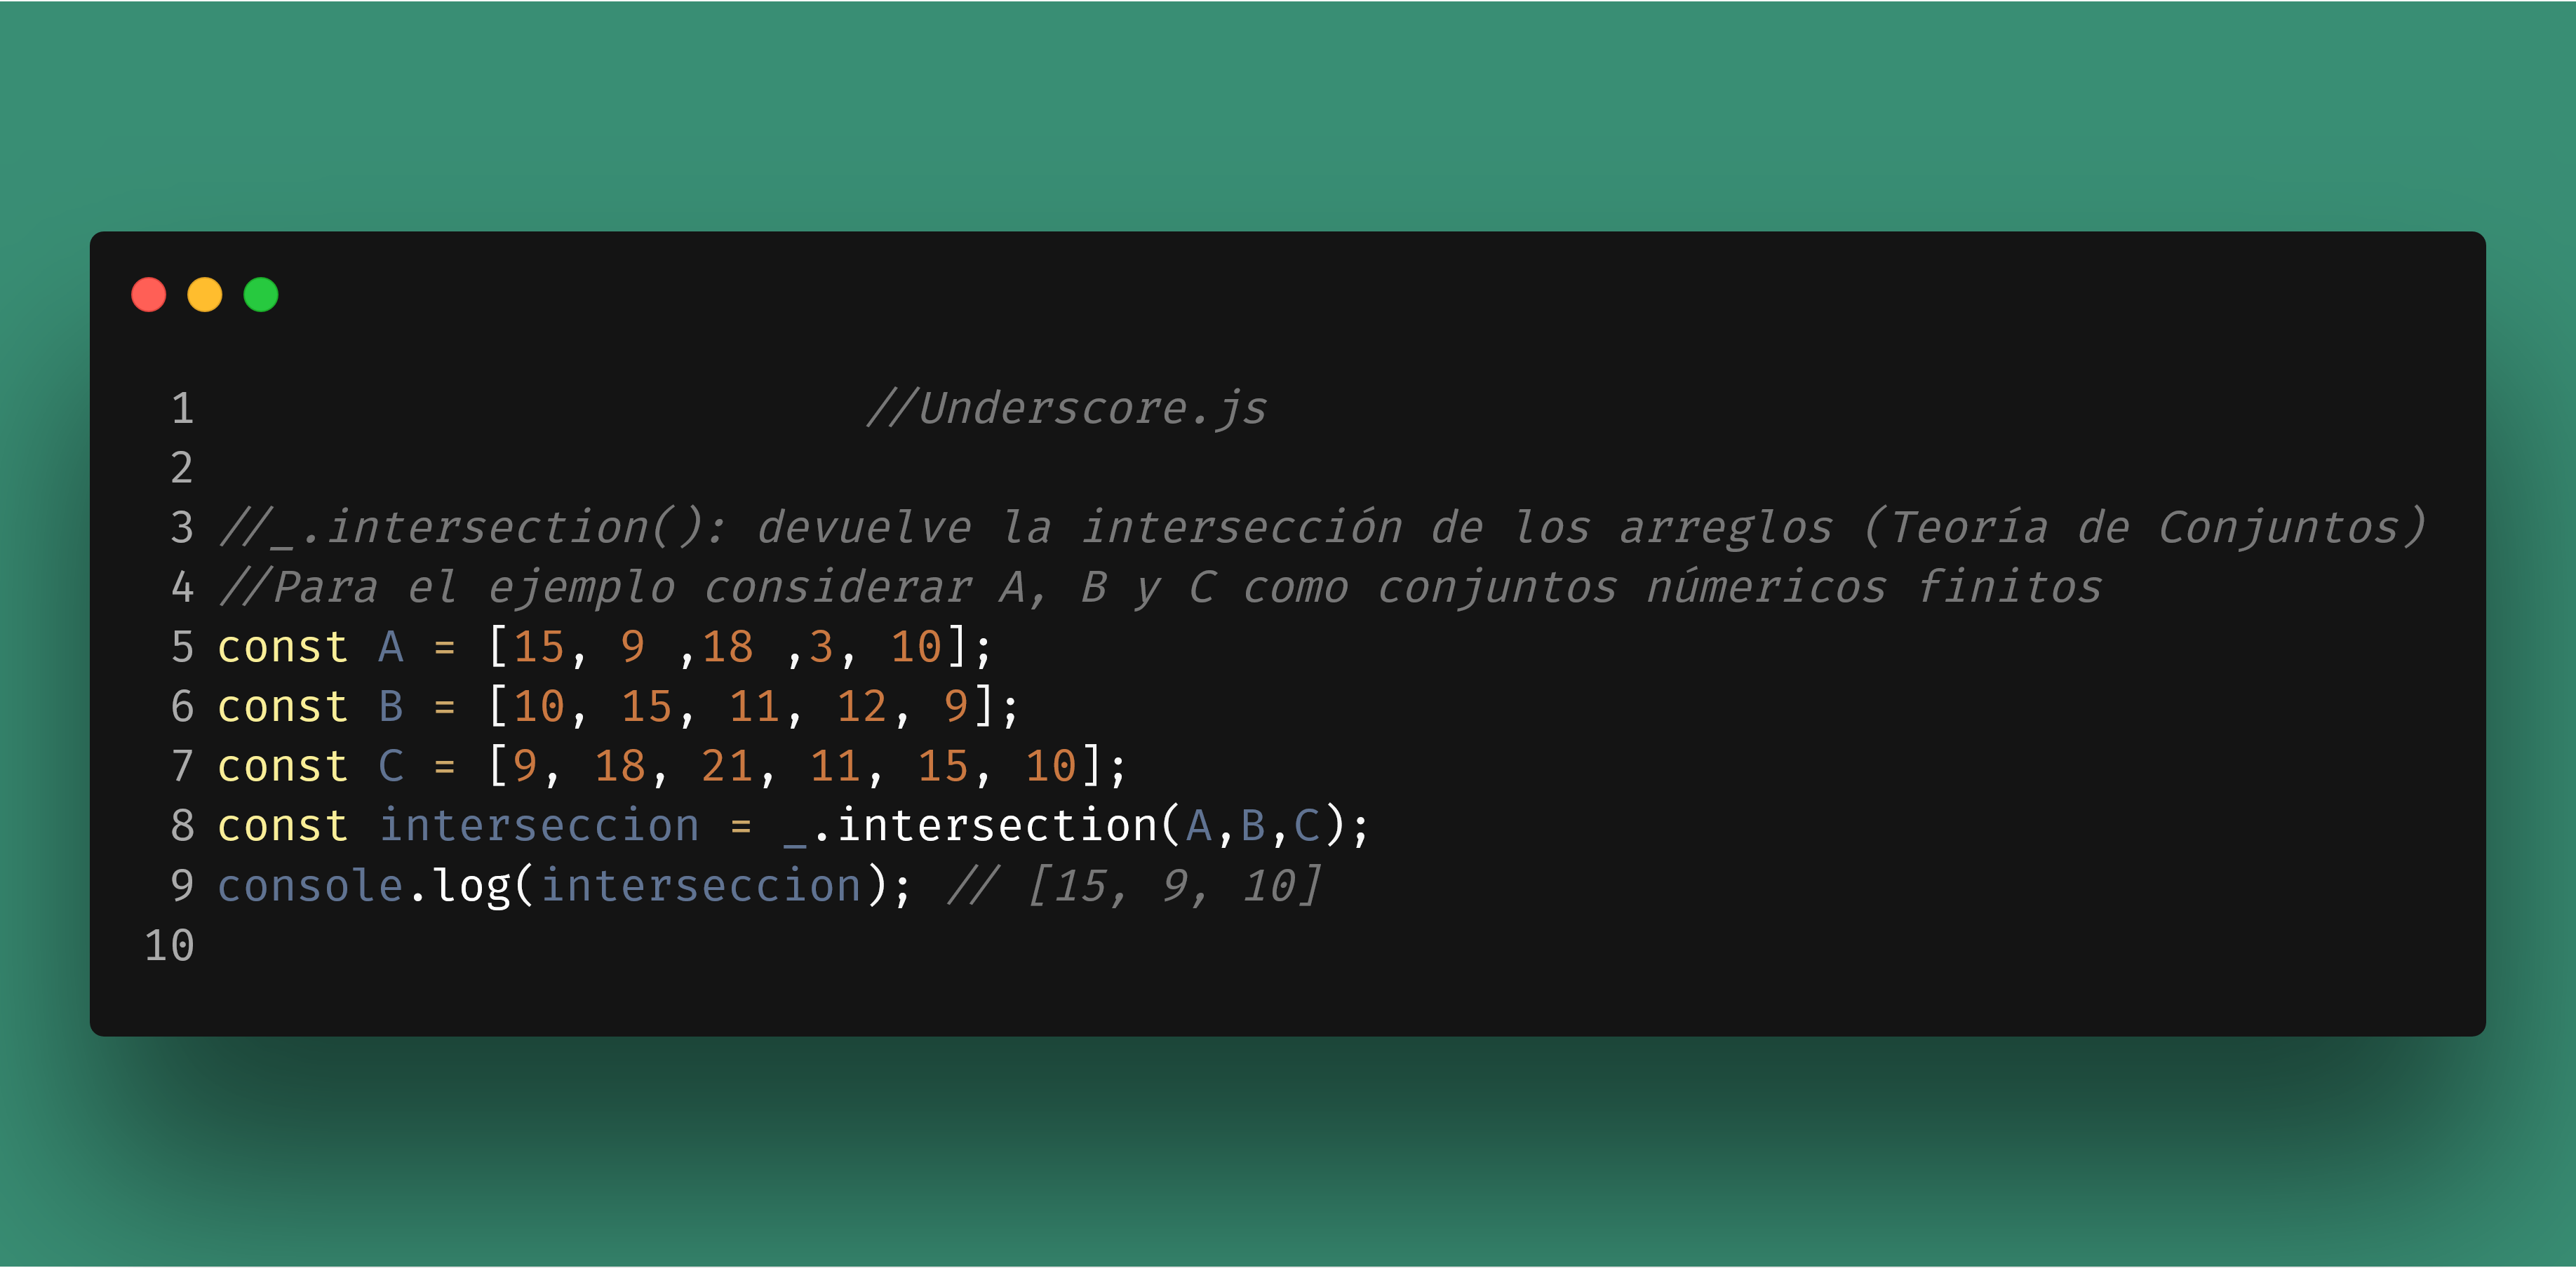 1 //Underscore.js
2
3 //_.intersection(): devuelve la intersección de los arreglos (Teoría de Conjuntos)
4 //Para el ejemplo considerar A, B y C como conjuntos númericos finitos
5 const A = [15, 9 ,18 ,3, 10];
6 const B = [10, 15, 11, 12, 9];
7 const C = [9, 18, 21, 11, 15, 10];
8 const interseccion = _.intersection(A,B,C);
9 console.log(interseccion); // [15, 9, 10]
10